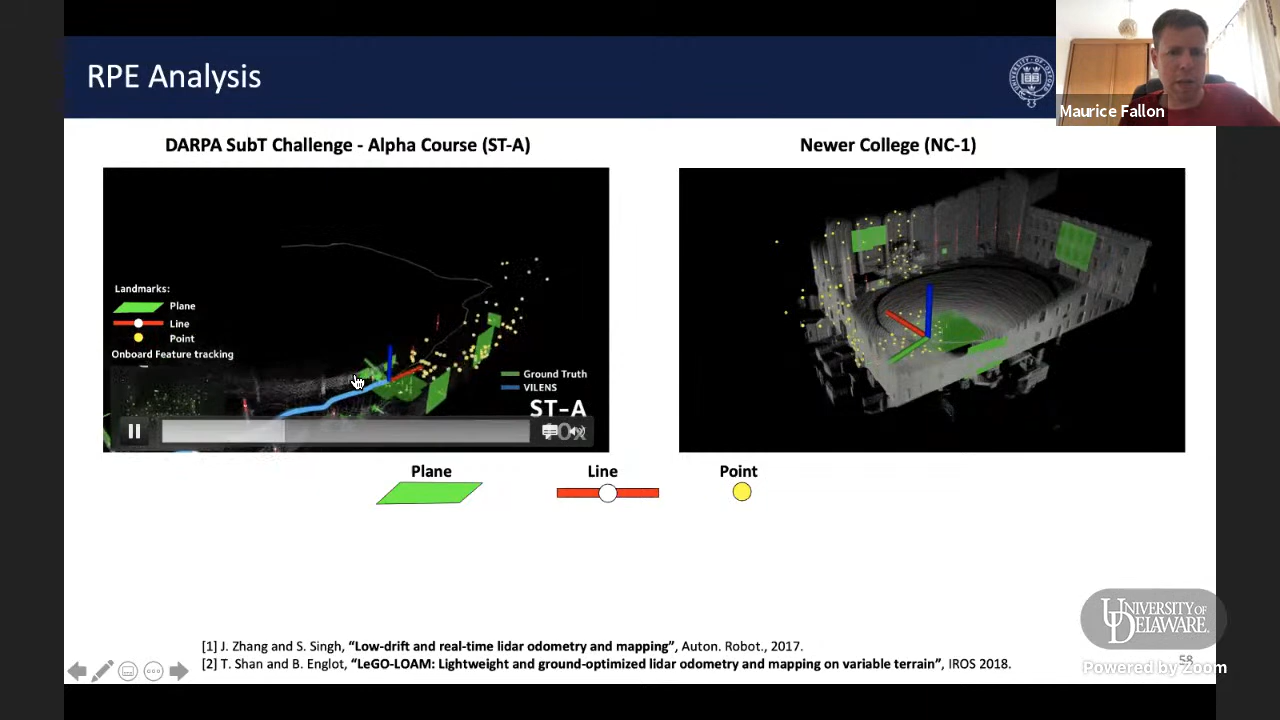 RPE Analysis
Maurice Fallon
DARPA SubT Challenge - Alpha Course (ST-A)
Newer College (NC-1)
Landmarks:
Plane
Line
Point
Onboard Feature tracking
Ground Truth
VILENS
ST-A
Plane
Line
Point
[1] J. Zhang and S. Singh, “Low-drift and real-time lidar odometry and mapping”, Auton. Robot., 2017.
[2] T. Shan and B. Englot, “LeGO-LOAM: Lightweight and ground-optimized lidar odometry and mapping on variable terrain”, IROS 2018.
UNIVERSITY OF
DELAWARE.
Powered by Zoom
58